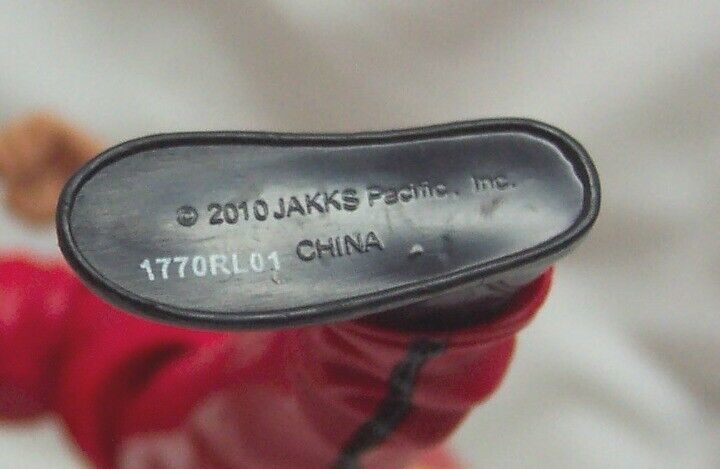 © 2010 JAKKS Pacific, Inc.
CHINA
1770RL01